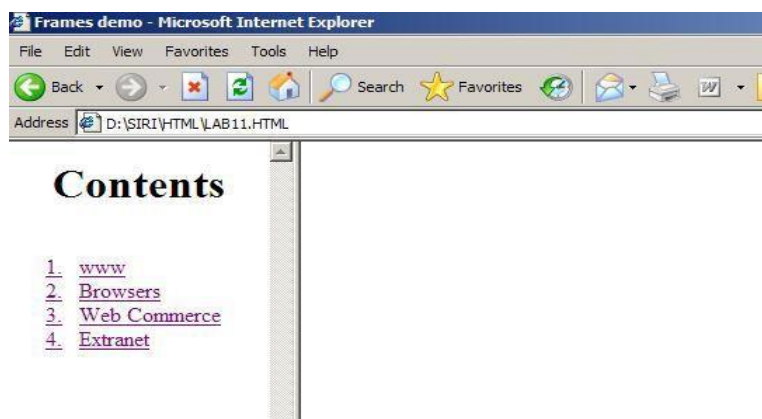 Frames demo - Microsoft Internet Explorer
File Edit View Favorites Tools Help
Back Search Favorites
Address D:\SIRI\HTML\LAB11.HTML
Contents
1. www
2. Browsers
3. Web Commerce
4. Extranet